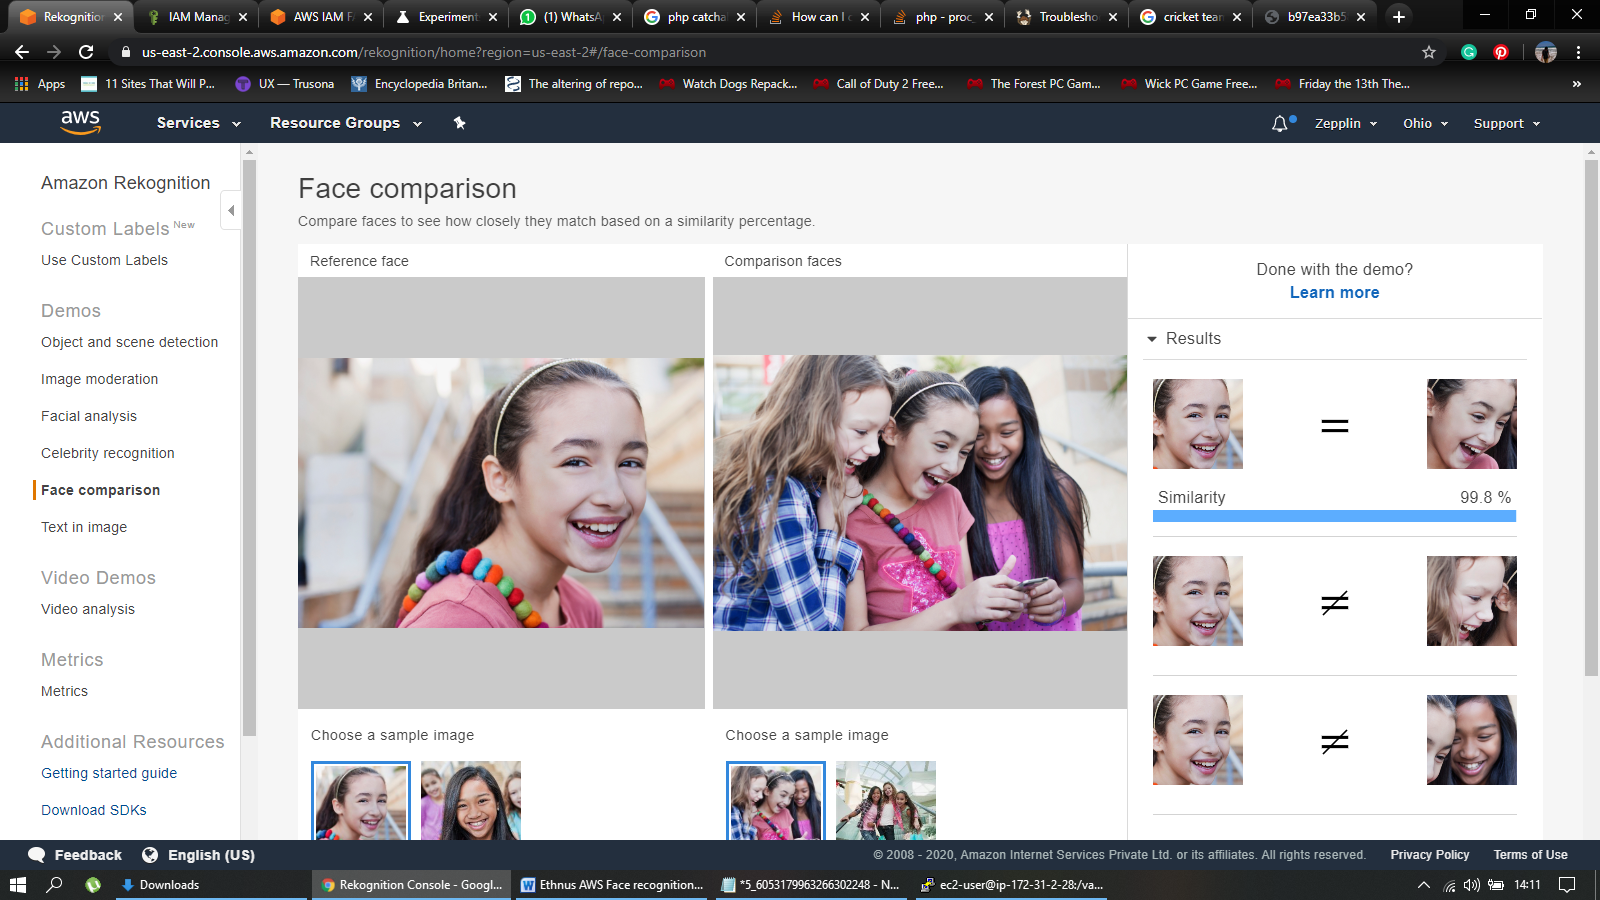 Rekognition
IAM Manag
AWS IAM F
Experiment
(1) WhatsA
php catcha
How can I
php - proc
Troublesho
cricket tean
b97ea33b5
us-east-2.console.aws.amazon.com/rekognition/home?region=us-east-2#/face-comparison
Apps
11 Sites That Will P...
UX — Trusona
Encyclopedia Britan...
The altering of repo...
Watch Dogs Repack...
Call of Duty 2 Free...
The Forest PC Gam...
Wick PC Game Free...
Friday the 13th The...
»
aws
Services
Resource Groups
Zepplin
Ohio
Support
Amazon Rekognition
Custom Labels New
Use Custom Labels
Demos
Object and scene detection
Image moderation
Facial analysis
Celebrity recognition
Face comparison
Text in image
Video Demos
Video analysis
Metrics
Metrics
Additional Resources
Getting started guide
Download SDKs
Face comparison
Compare faces to see how closely they match based on a similarity percentage.
Reference face
Comparison faces
Choose a sample image
Choose a sample image
Done with the demo?
Learn more
Results
=
Similarity 99.8 %
≠
≠
Feedback
English (US)
© 2008 - 2020, Amazon Internet Services Private Ltd. or its affiliates. All rights reserved.
Privacy Policy
Terms of Use
Downloads
Rekognition Console - Googl...
Ethnus AWS Face recognition...
*5_6053179963266302248 - N...
ec2-user@ip-172-31-2-28:/va...
14:11